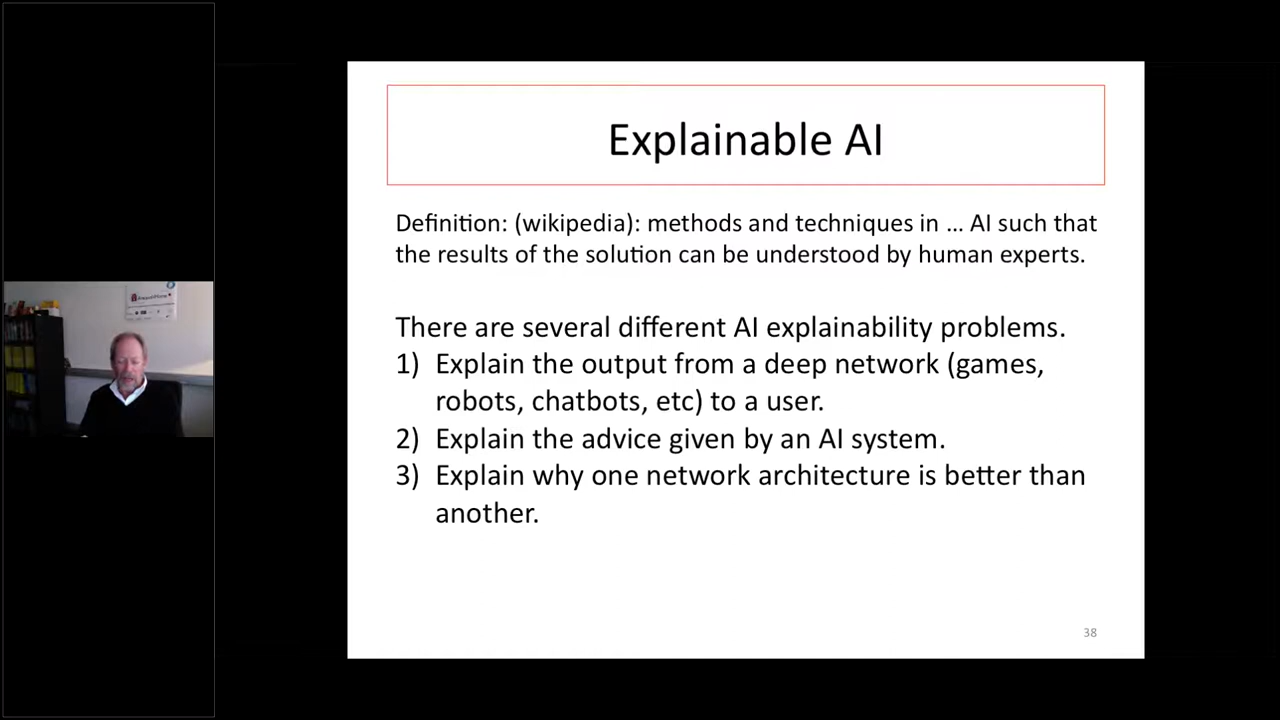 Explainable AI
Definition: (wikipedia): methods and techniques in ... AI such that
the results of the solution can be understood by human experts.
There are several different AI explainability problems.
1) Explain the output from a deep network (games,
robots, chatbots, etc) to a user.
2) Explain the advice given by an AI system.
3) Explain why one network architecture is better than
another.
38